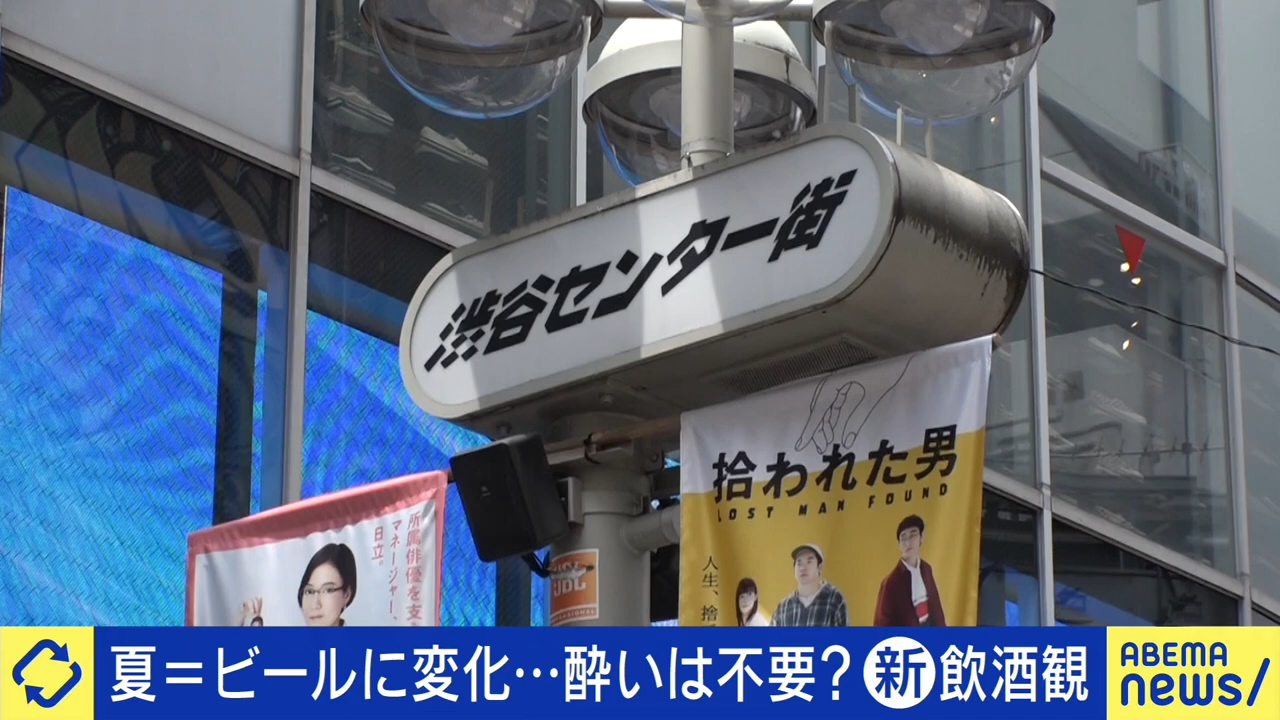 渋谷センター街
拾われた男
LOST MAN FOUND
人生、捨
所属俳優を支
マネージャー、
日立。
JBL
夏=ビールに変化…酔いは不要?新飲酒観
ABEMA
news/